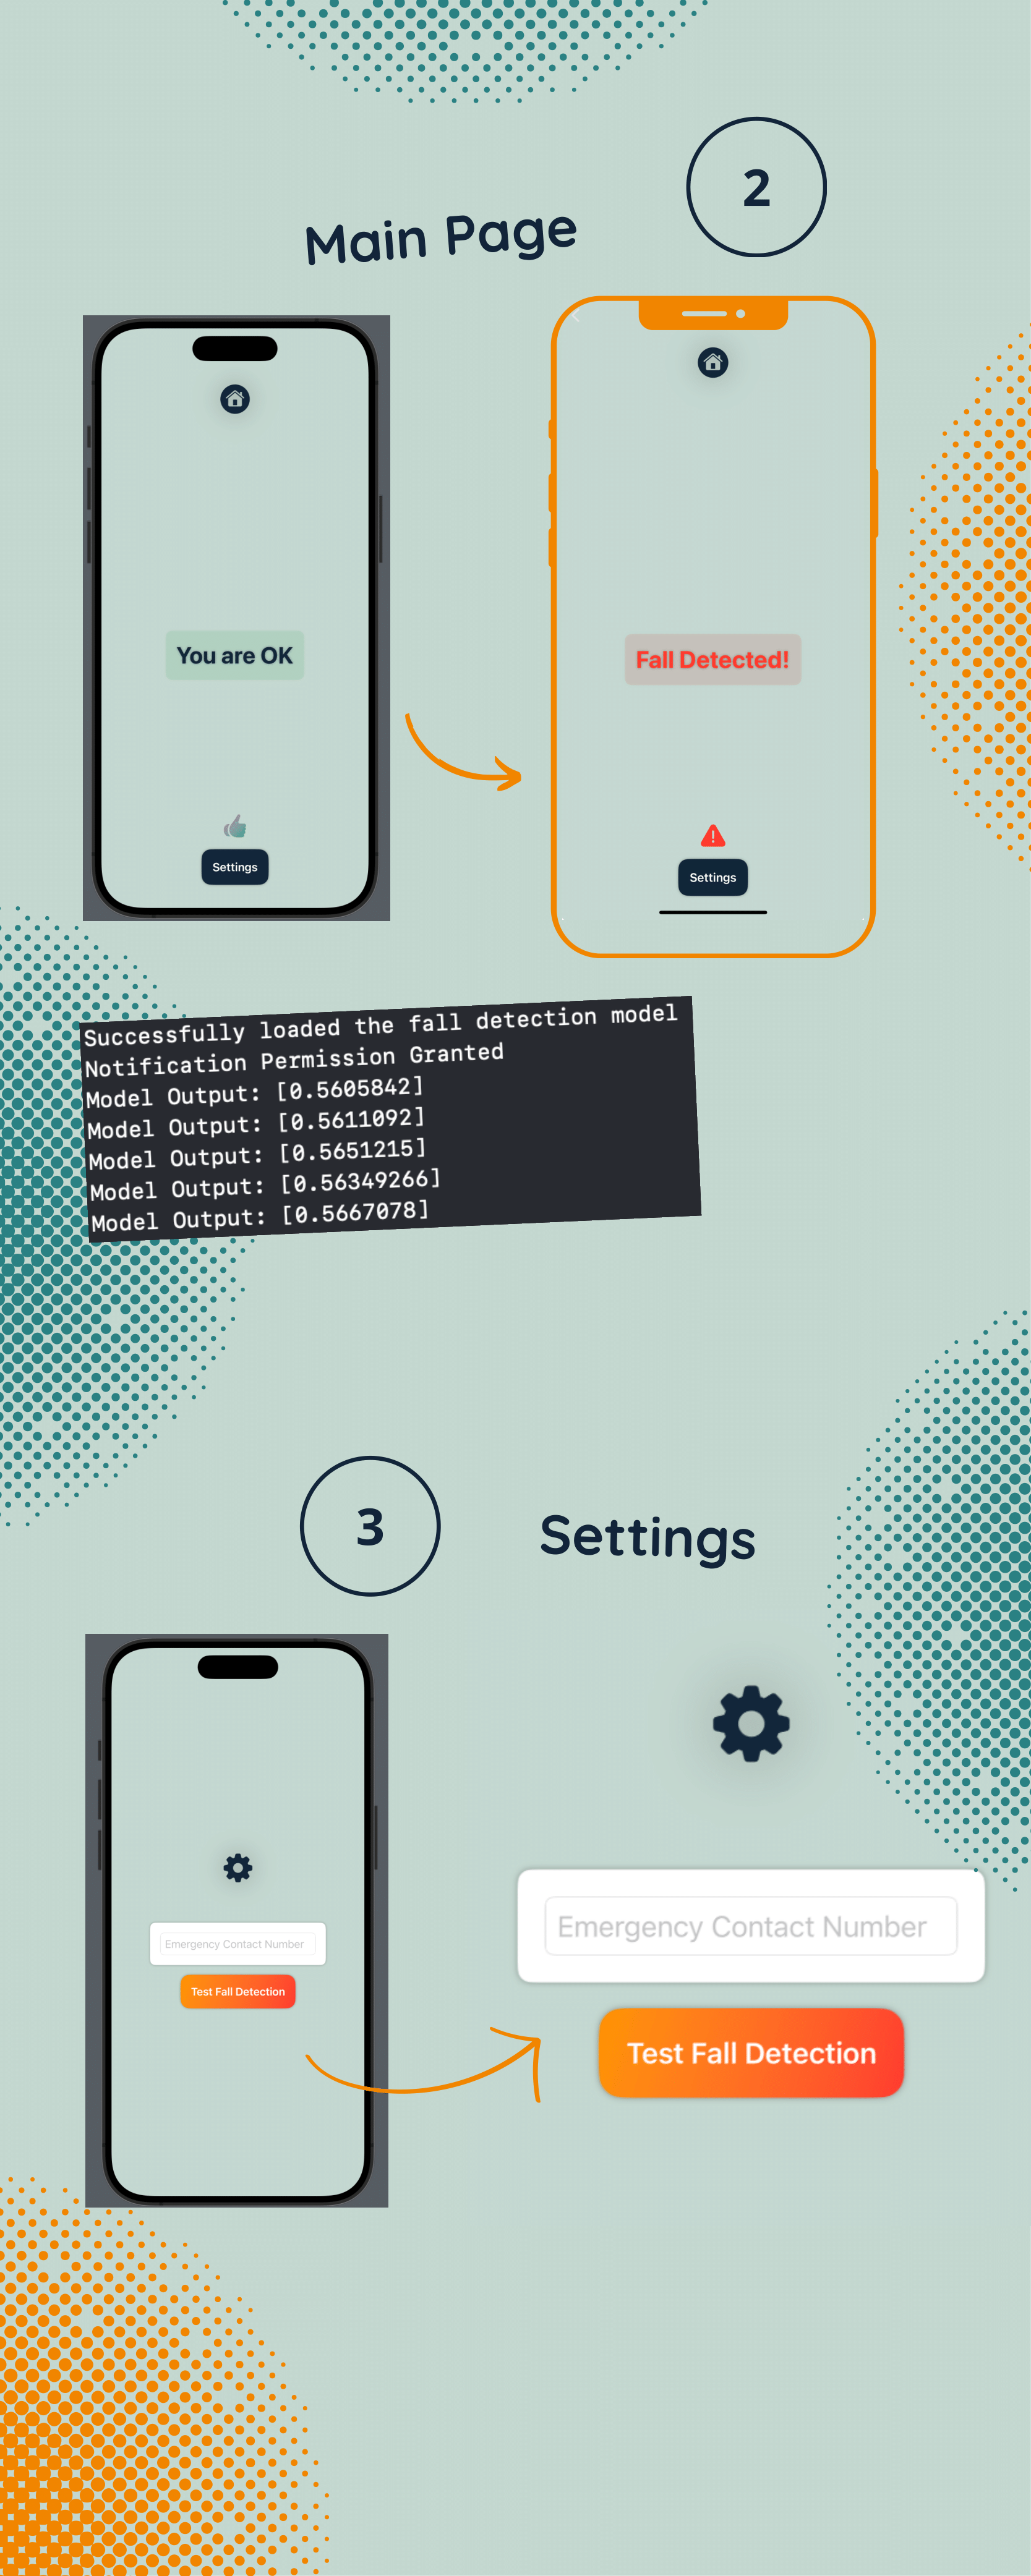 2
Main Page
You are OK
Settings
Fall Detected!
Settings
Successfully loaded the fall detection model
Notification Permission Granted
Model Output: [0.5605842]
Model Output: [0.5611092]
Model Output: [0.5651215]
Model Output: [0.56349266]
Model Output: [0.5667078]
3
Settings
Emergency Contact Number
Test Fall Detection
Emergency Contact Number
Test Fall Detection